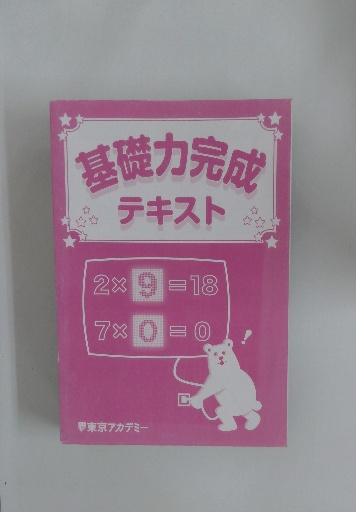 基礎力完成
テキスト
2×9=18
7×0=0
!
東京アカデミー